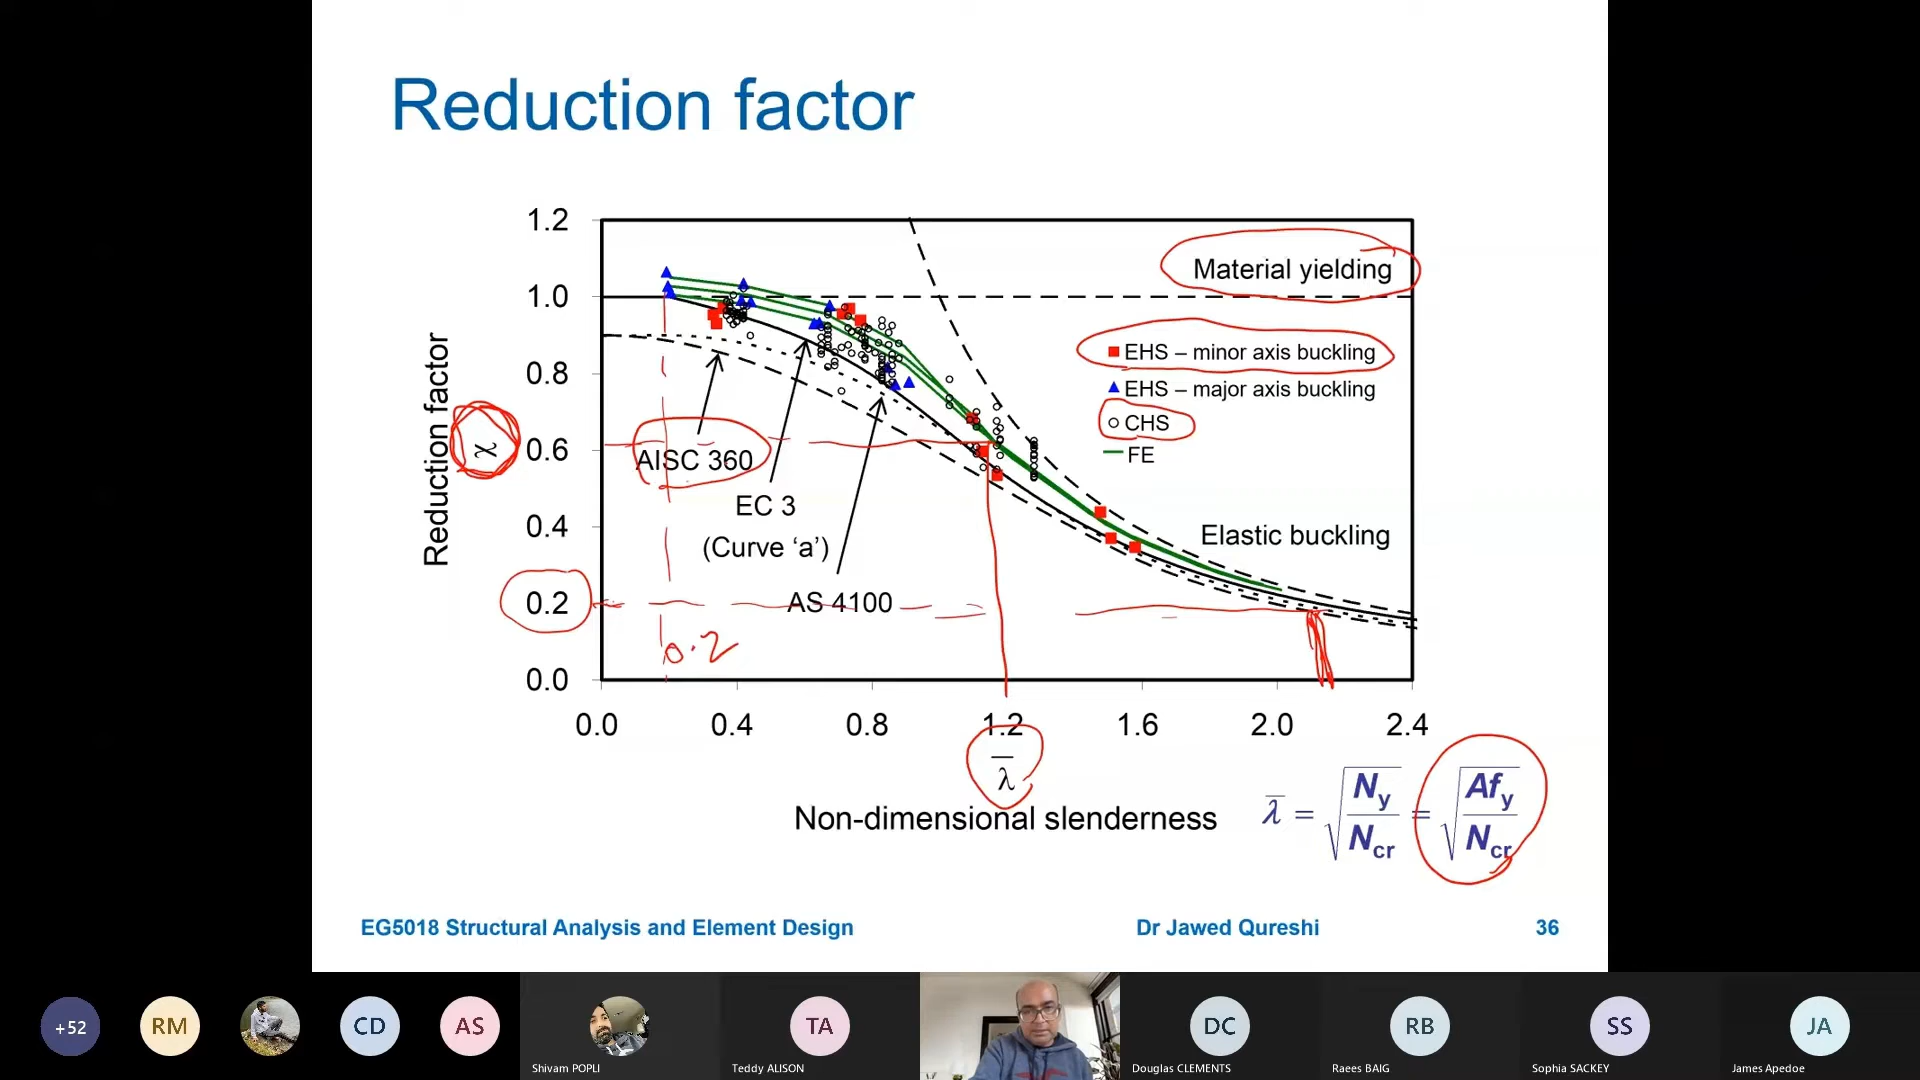 Reduction factor
1.2
1.0
0.8
0.6
0.4
0.2
0.0
0.0 0.4 0.8 1.2 1.6 2.0 2.4
Reduction factor χ
Material yielding
EHS – minor axis buckling
EHS – major axis buckling
CHS
FE
AISC 360
EC 3
(Curve ‘a’)
AS 4100
Elastic buckling
0.2
λ̅
Non-dimensional slenderness
λ̅ = √(Ny/Ncr) = √(Afy/Ncr)
EG5018 Structural Analysis and Element Design Dr Jawed Qureshi 36
+52 RM CD AS TA DC RB SS JA
Shivam POPLI Teddy ALISON Douglas CLEMENTS Raees BAIG Sophia SACKEY James Apedoe